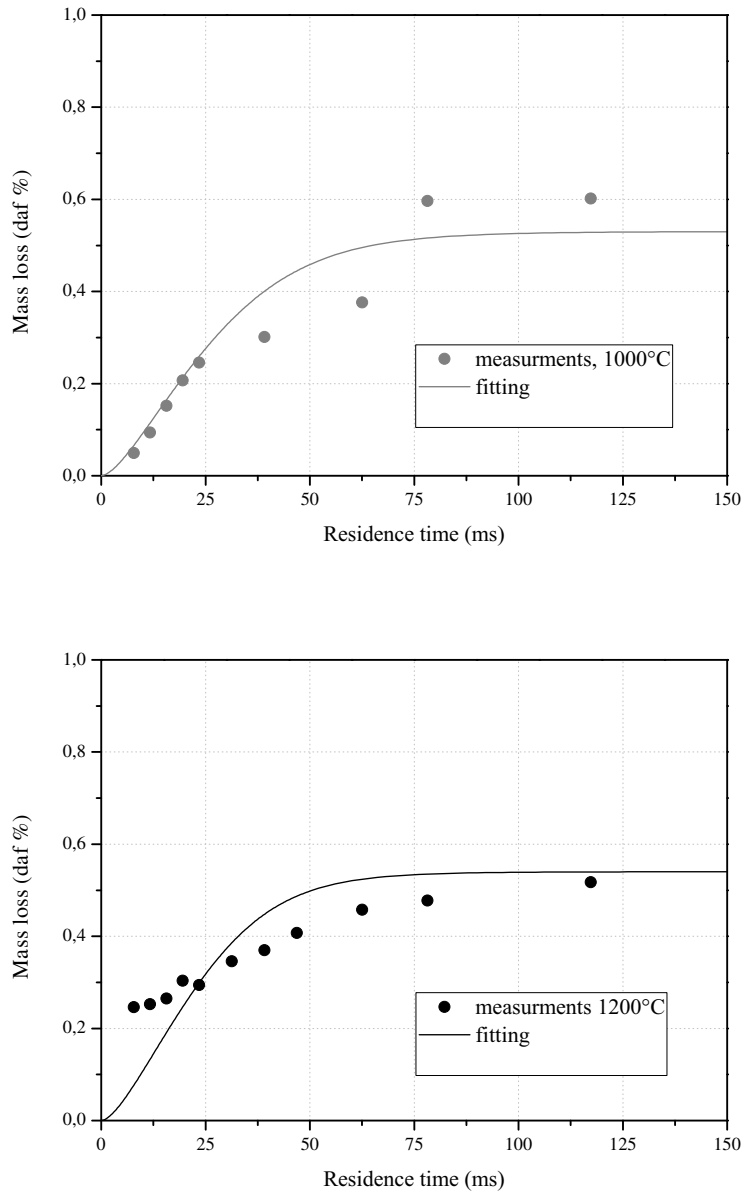 1,0
0,8
0,6
0,4
0,2
0,0
Mass loss (daf %)
measurments, 1000°C
fitting
0 25 50 75 100 125 150
Residence time (ms)
1,0
0,8
0,6
0,4
0,2
0,0
Mass loss (daf %)
measurments 1200°C
fitting
0 25 50 75 100 125 150
Residence time (ms)